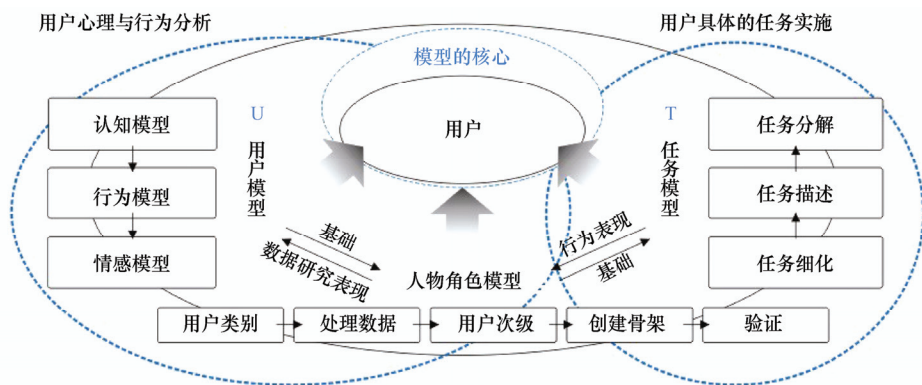 用户心理与行为分析
用户具体的任务实施
模型的核心
用户
U
用户模型
T
任务模型
认知模型
行为模型
情感模型
任务分解
任务描述
任务细化
基础
数据研究表现
行为表现
基础
人物角色模型
用户类别
处理数据
用户次级
创建骨架
验证